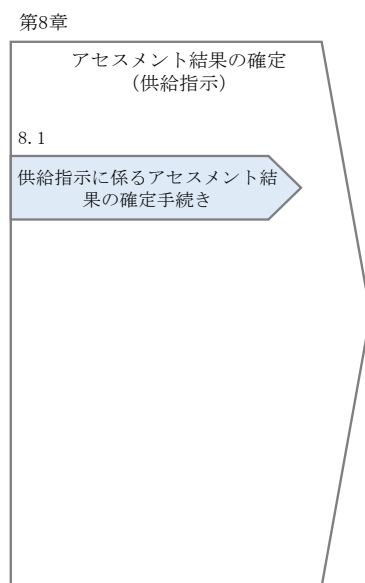 第8章
アセスメント結果の確定
（供給指示）
8.1
供給指示に係るアセスメント結
果の確定手続き